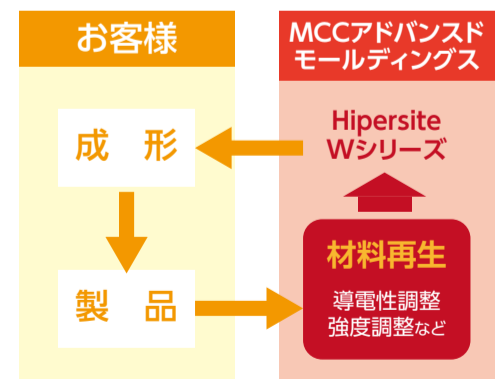 お客様
成　形
製　品
MCCアドバンスド
モールディングス
Hipersite
Wシリーズ
材料再生
導電性調整
強度調整など